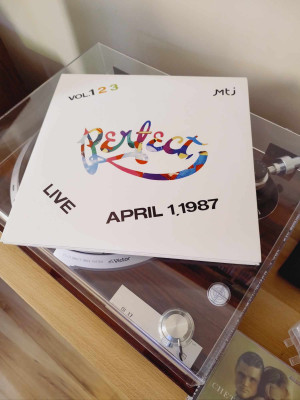 VOL. 1 2 3
Mtj
Perfect
LIVE
APRIL 1.1987